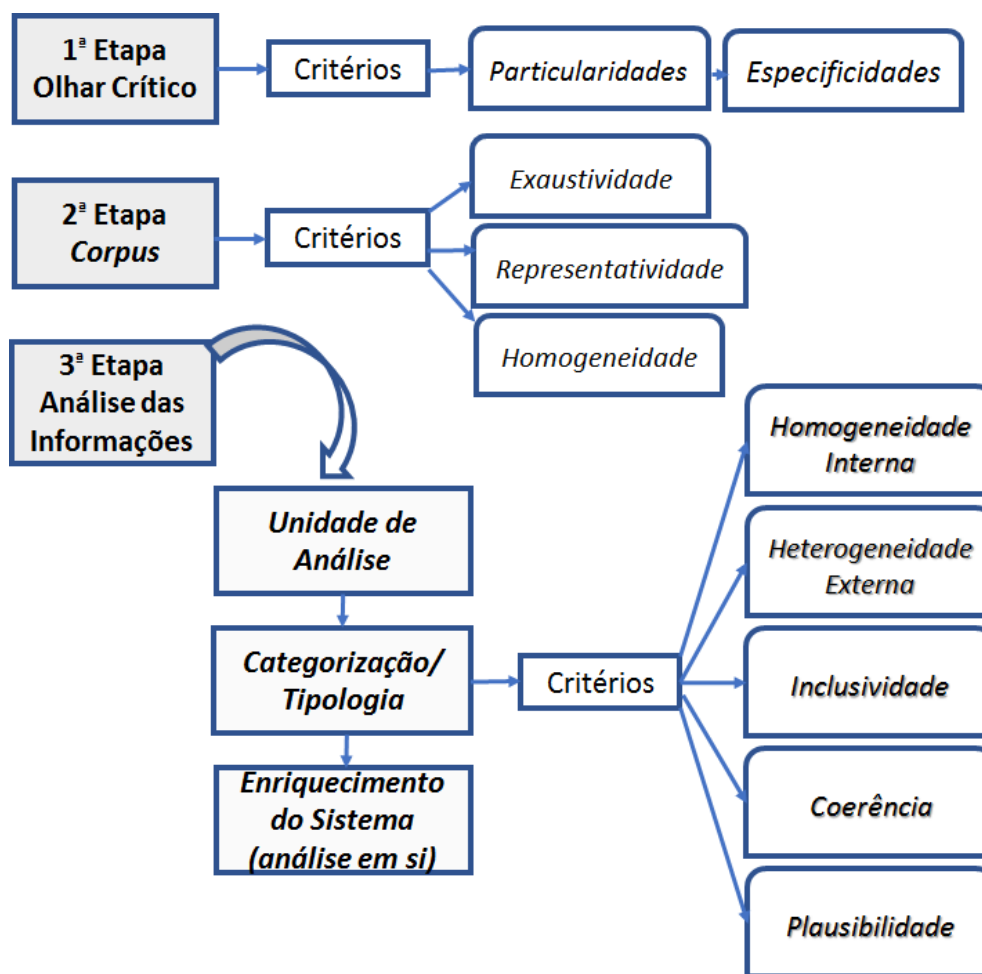 1ª Etapa
Olhar Crítico
Critérios
Particularidades
Especificidades
2ª Etapa
Corpus
Critérios
Exaustividade
Representatividade
Homogeneidade
3ª Etapa
Análise das
Informações
Unidade de
Análise
Categorização/
Tipologia
Enriquecimento
do Sistema
(análise em si)
Critérios
Homogeneidade
Interna
Heterogeneidade
Externa
Inclusividade
Coerência
Plausibilidade